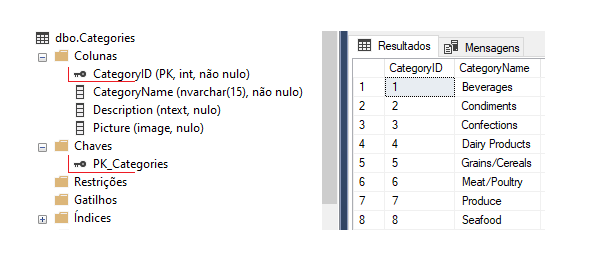 dbo.Categories
Colunas
CategoryID (PK, int, não nulo)
CategoryName (nvarchar(15), não nulo)
Description (ntext, nulo)
Picture (image, nulo)
Chaves
PK_Categories
Restrições
Gatilhos
Índices
Resultados Mensagens
CategoryID CategoryName
1 1 Beverages
2 2 Condiments
3 3 Confections
4 4 Dairy Products
5 5 Grains/Cereals
6 6 Meat/Poultry
7 7 Produce
8 8 Seafood